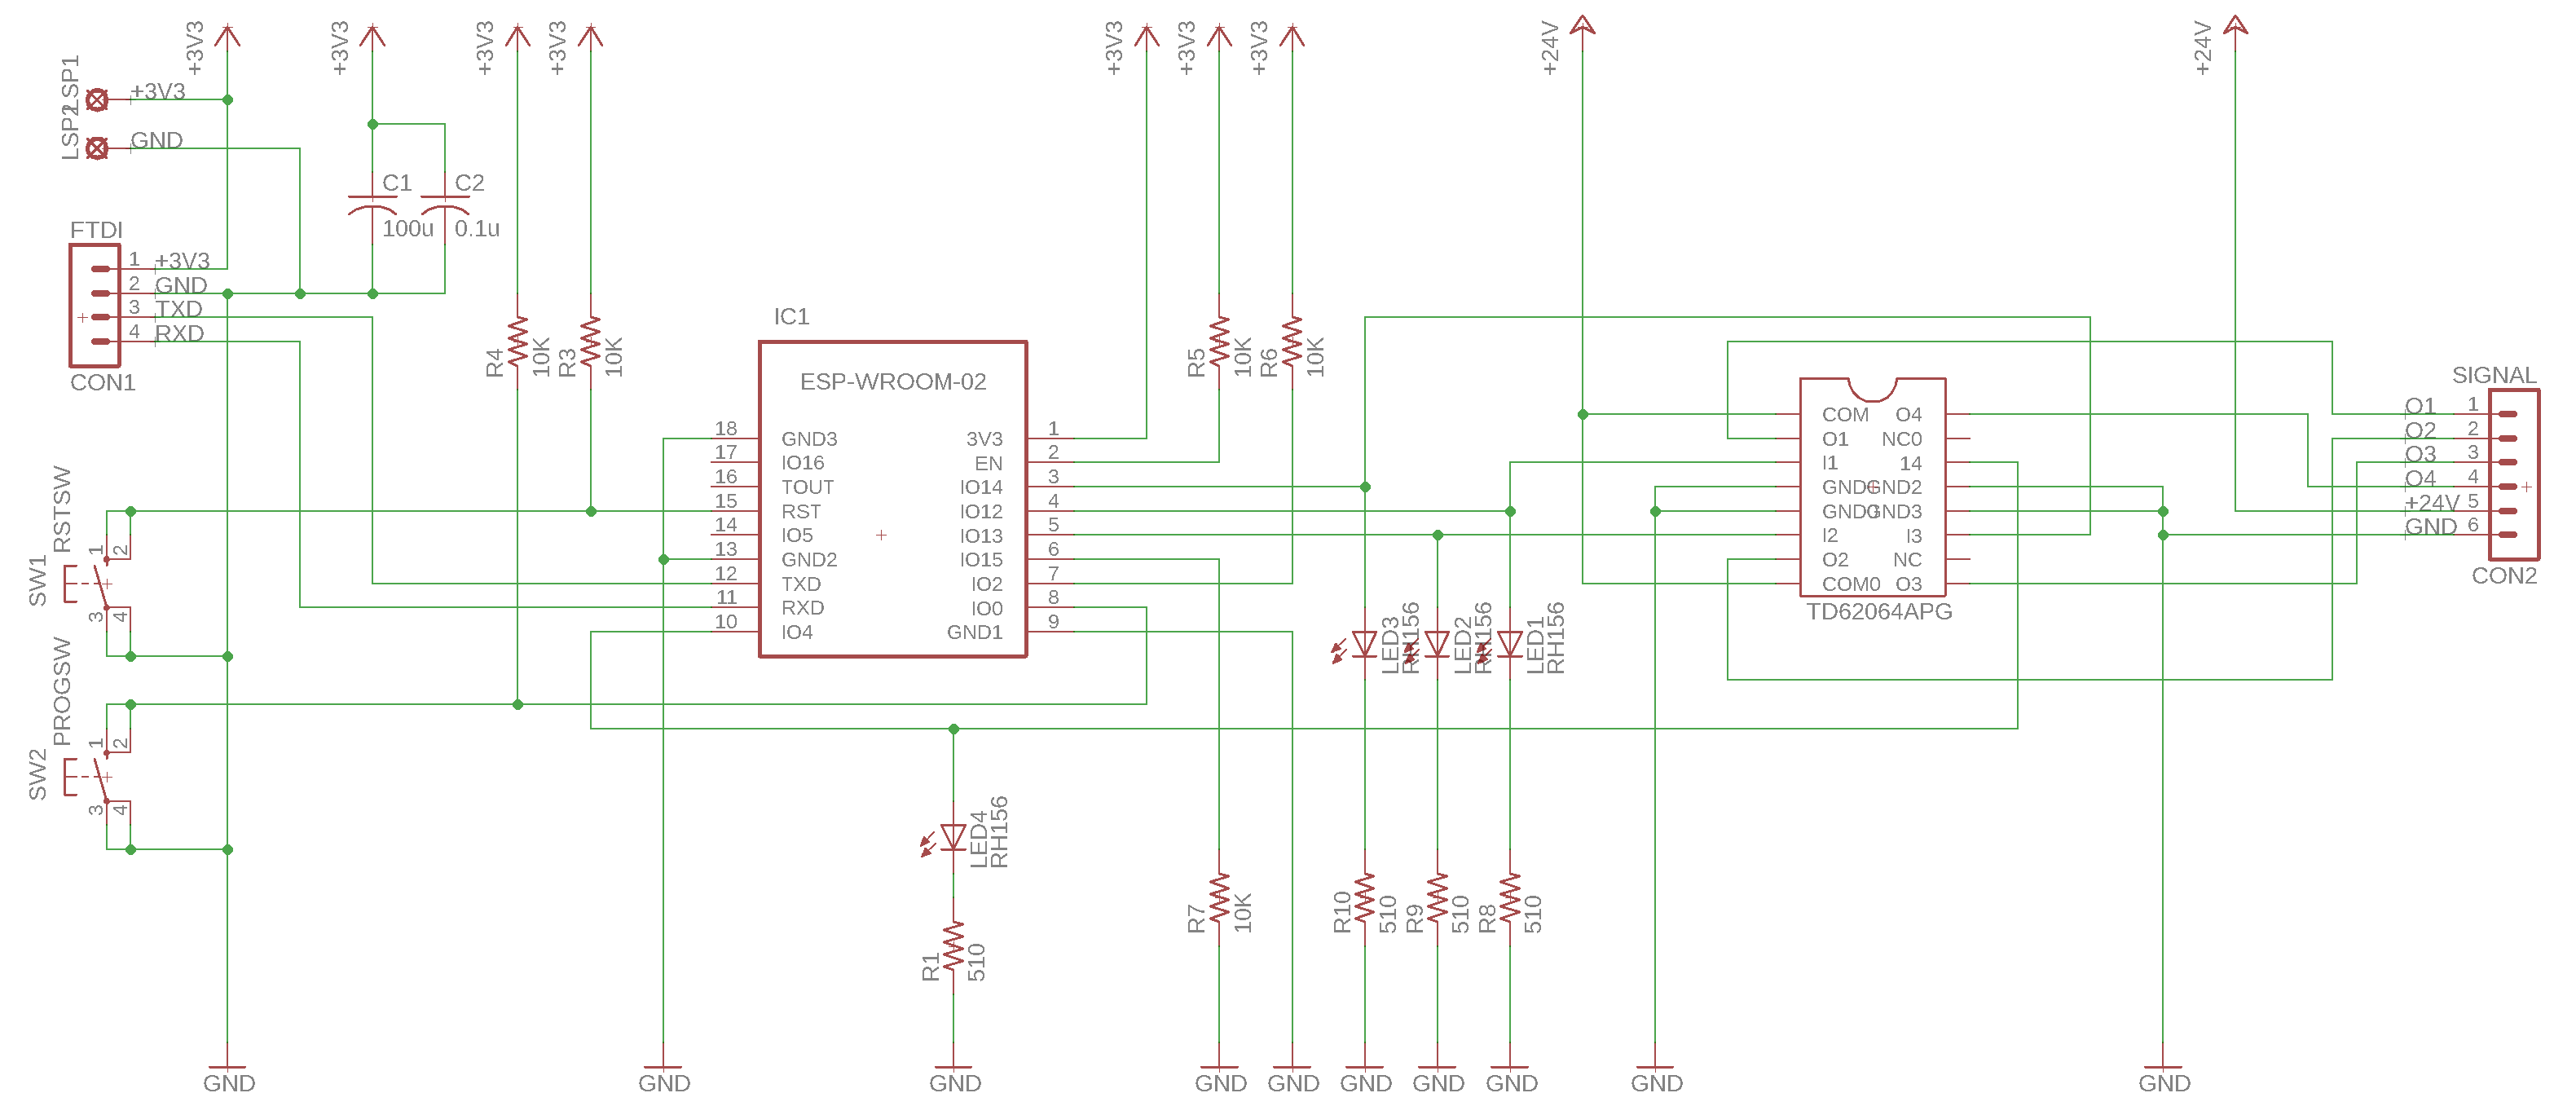 +3V3
+3V3
+3V3
+3V3
+3V3
+3V3
+3V3
+24V
+24V
LSP1
+3V3
LSP2
GND
C1
100u
C2
0.1u
FTDI
1 +3V3
2 GND
3 TXD
4 RXD
CON1
R4
10K
R3
10K
R5
10K
R6
10K
IC1
ESP-WROOM-02
18 GND3
17 IO16
16 TOUT
15 RST
14 IO5
13 GND2
12 TXD
11 RXD
10 IO4
3V3 1
EN 2
IO14 3
IO12 4
IO13 5
IO15 6
IO2 7
IO0 8
GND1 9
RSTSW
SW1
1
2
3
4
PROGSW
SW2
1
2
3
4
COM O4
O1 NC0
I1 14
GND GND2
GND0 GND3
I2 I3
O2 NC
COM0 O3
TD62064APG
SIGNAL
O1 1
O2 2
O3 3
O4 4
+24V 5
GND 6
CON2
LED3
RH156
LED2
RH156
LED1
RH156
LED4
RH156
R1
510
R7
10K
R10
510
R9
510
R8
510
GND
GND
GND
GND
GND
GND
GND
GND
GND
GND